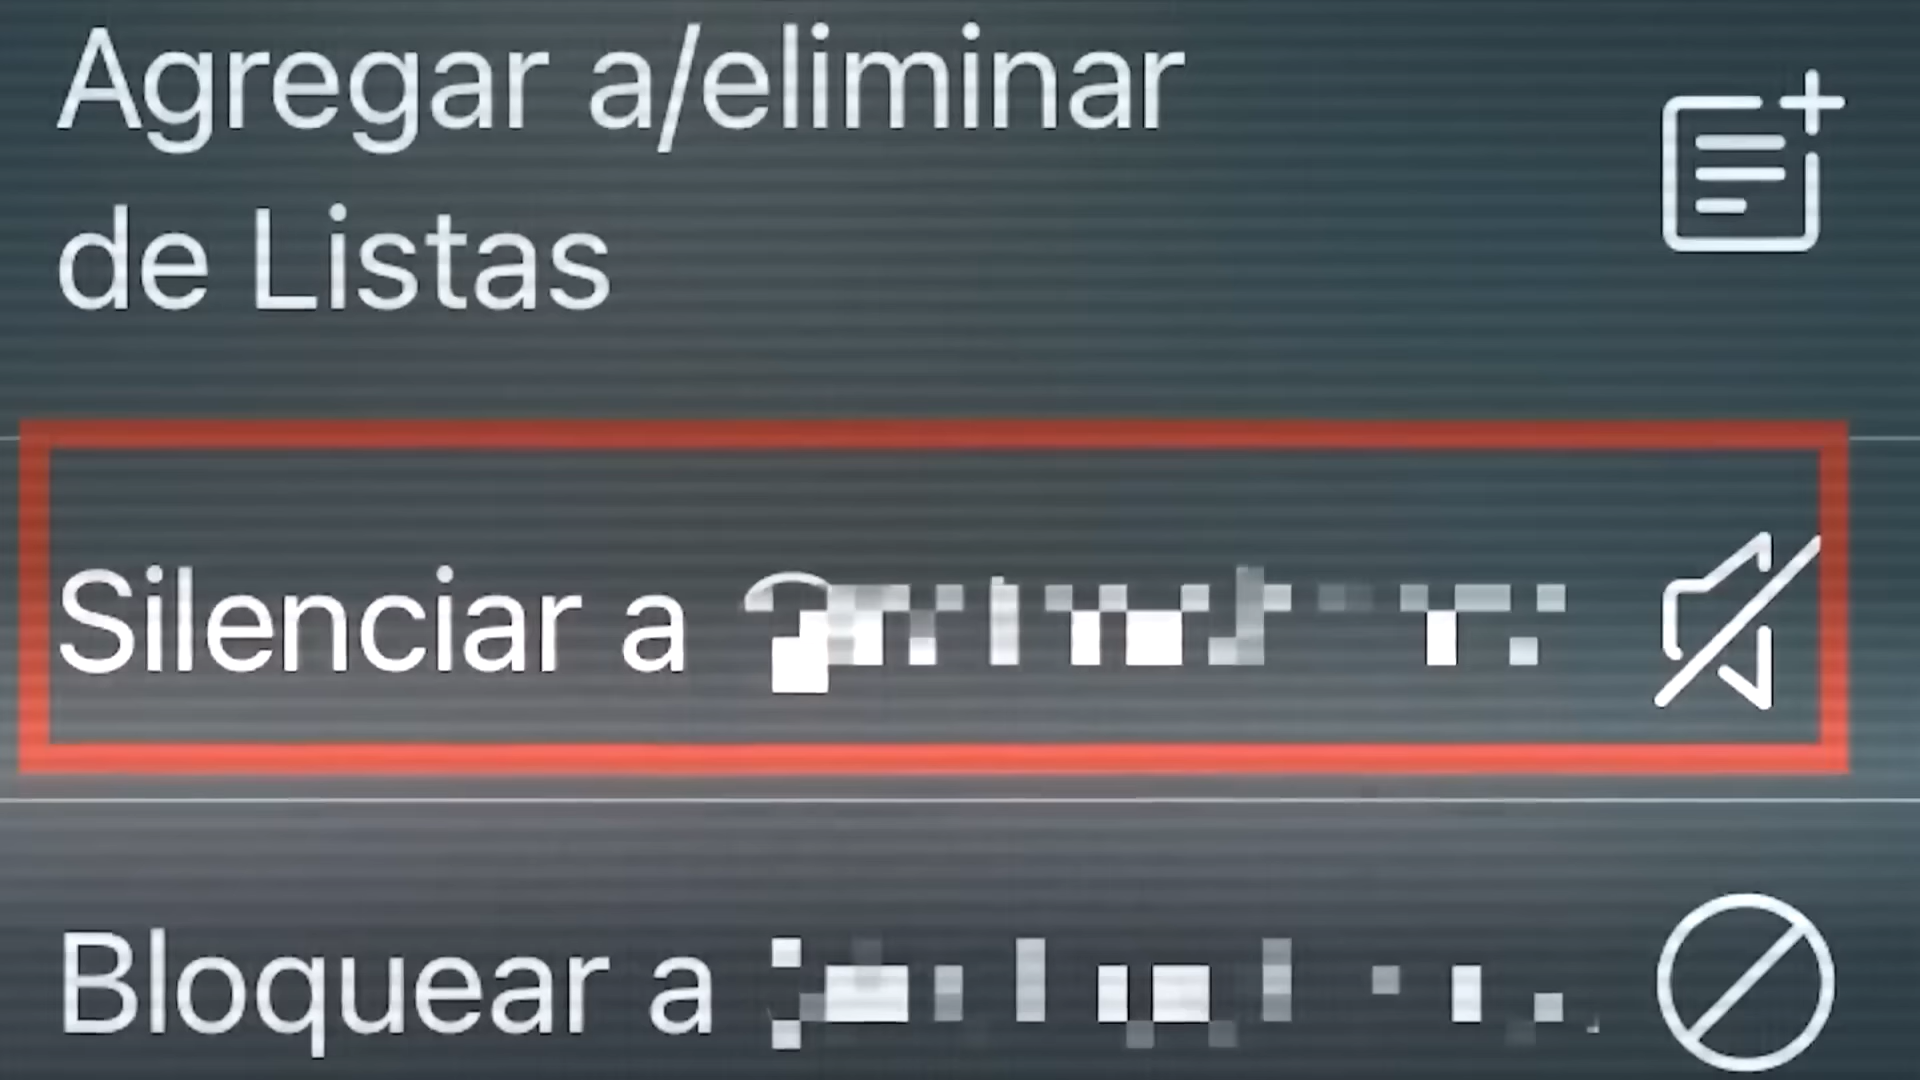 Agregar a/eliminar
de Listas
Silenciar a
Bloquear a